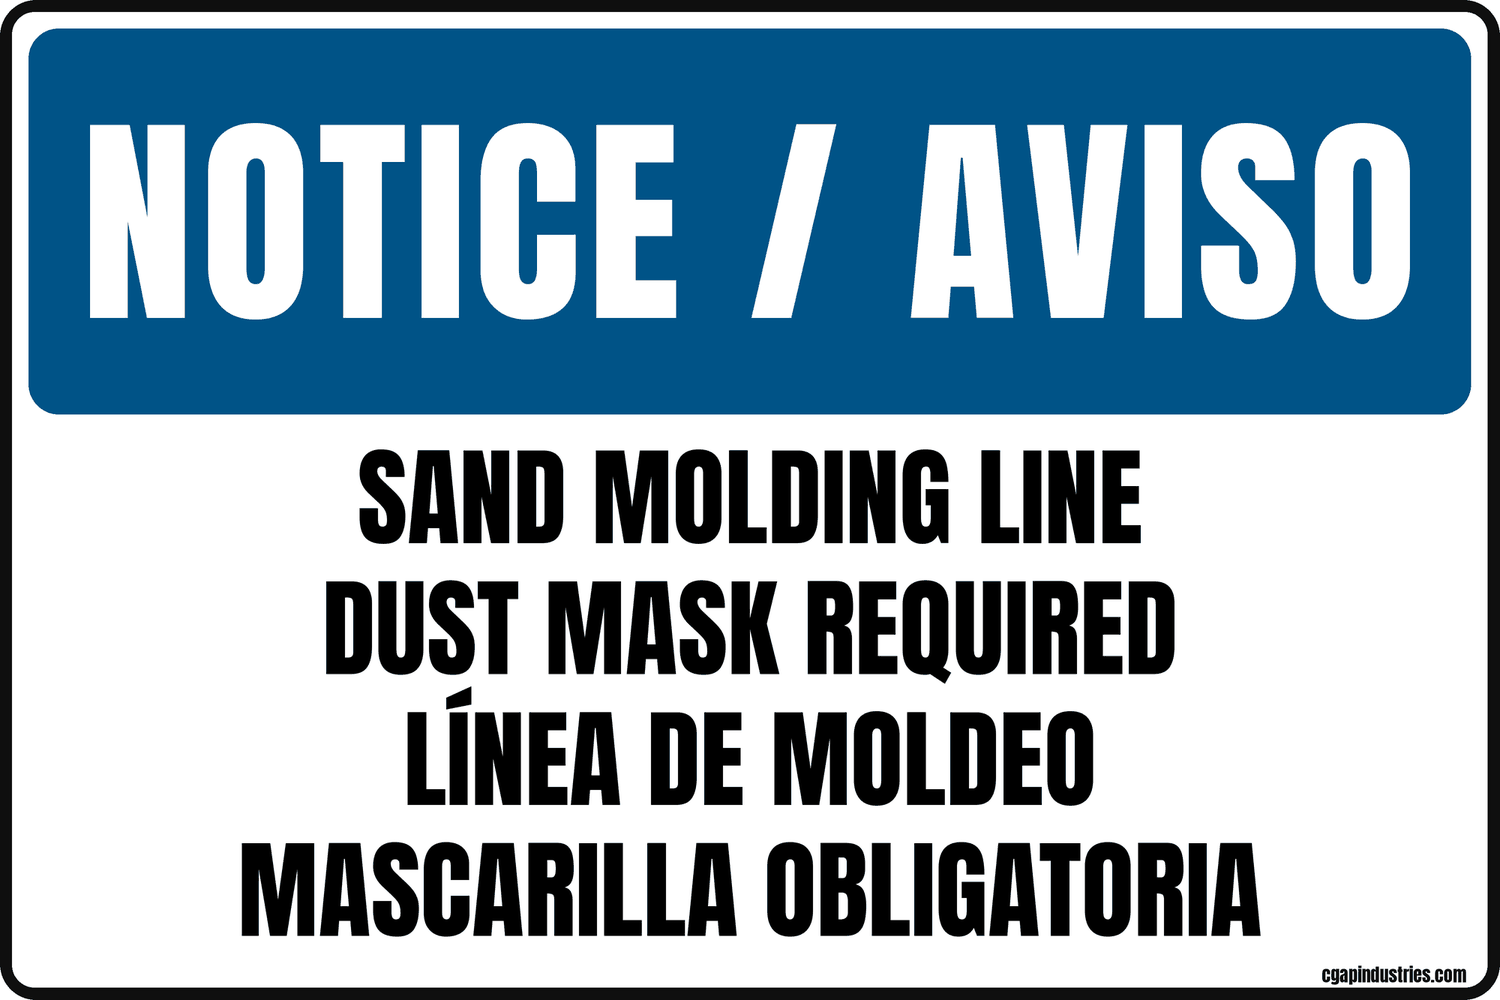 NOTICE / AVISO
SAND MOLDING LINE
DUST MASK REQUIRED
LÍNEA DE MOLDEO
MASCARILLA OBLIGATORIA
cgapindustries.com